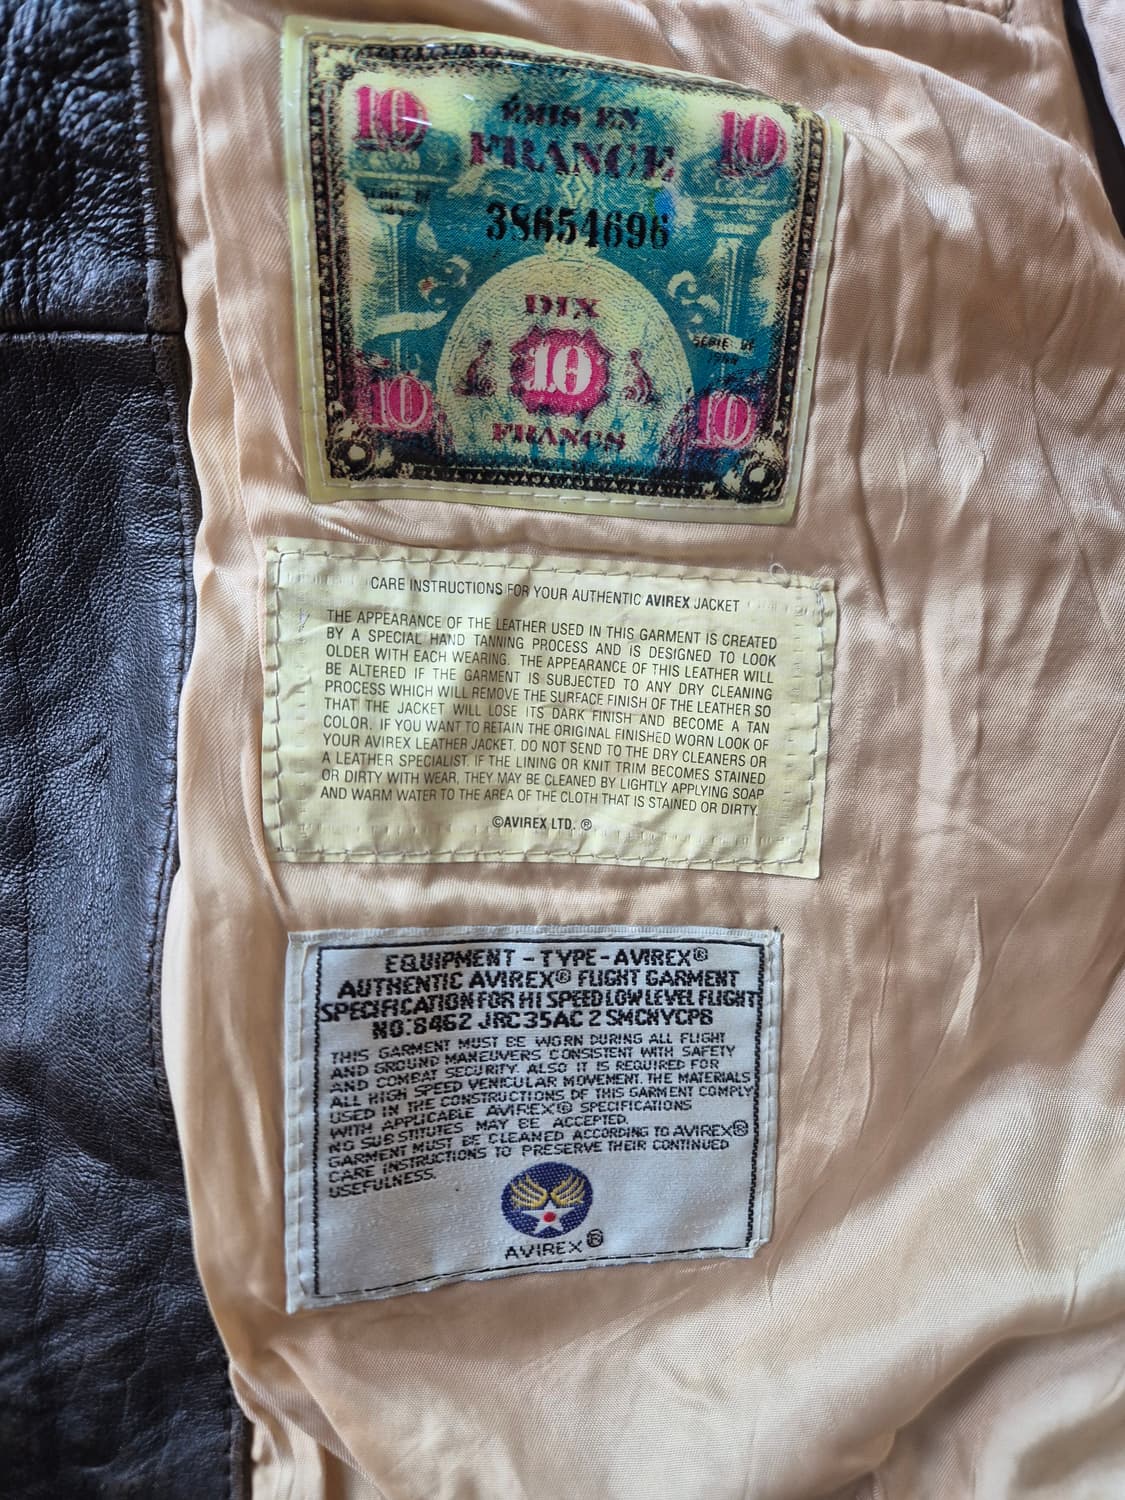 10 10
ÉMIS EN
FRANCE
38654696
DIX
SÉRIE DE
1944
10
10 10
FRANCS
CARE INSTRUCTIONS FOR YOUR AUTHENTIC AVIREX JACKET
THE APPEARANCE OF THE LEATHER USED IN THIS GARMENT IS CREATED
BY A SPECIAL HAND TANNING PROCESS AND IS DESIGNED TO LOOK
OLDER WITH EACH WEARING. THE APPEARANCE OF THIS LEATHER WILL
BE ALTERED IF THE GARMENT IS SUBJECTED TO ANY DRY CLEANING
PROCESS WHICH WILL REMOVE THE SURFACE FINISH OF THE LEATHER SO
THAT THE JACKET WILL LOSE ITS DARK FINISH AND BECOME A TAN
COLOR. IF YOU WANT TO RETAIN THE ORIGINAL FINISHED WORN LOOK OF
YOUR AVIREX LEATHER JACKET. DO NOT SEND TO THE DRY CLEANERS OR
A LEATHER SPECIALIST. IF THE LINING OR KNIT TRIM BECOMES STAINED
OR DIRTY WITH WEAR, THEY MAY BE CLEANED BY LIGHTLY APPLYING SOAP
AND WARM WATER TO THE AREA OF THE CLOTH THAT IS STAINED OR DIRTY.
©AVIREX LTD. ®
EQUIPMENT - TYPE - AVIREX®
AUTHENTIC AVIREX® FLIGHT GARMENT
SPECIFICATION FOR HI SPEED LOW LEVEL FLIGHT
NO: 8462 JRC35AC 2 SMCNYCPB
THIS GARMENT MUST BE WORN DURING ALL FLIGHT
AND GROUND MANEUVERS CONSISTENT WITH SAFETY
AND COMBAT SECURITY. ALSO IT IS REQUIRED FOR
ALL HIGH SPEED VENICULAR MOVEMENT. THE MATERIALS
USED IN THE CONSTRUCTIONS OF THIS GARMENT COMPLY
WITH APPLICABLE AVIREX® SPECIFICATIONS
NO SUBSTITUTES MAY BE ACCEPTED.
GARMENT MUST BE CLEANED ACCORDING TO AVIREX®
CARE INSTRUCTIONS TO PRESERVE THEIR CONTINUED
USEFULNESS.
AVIREX®